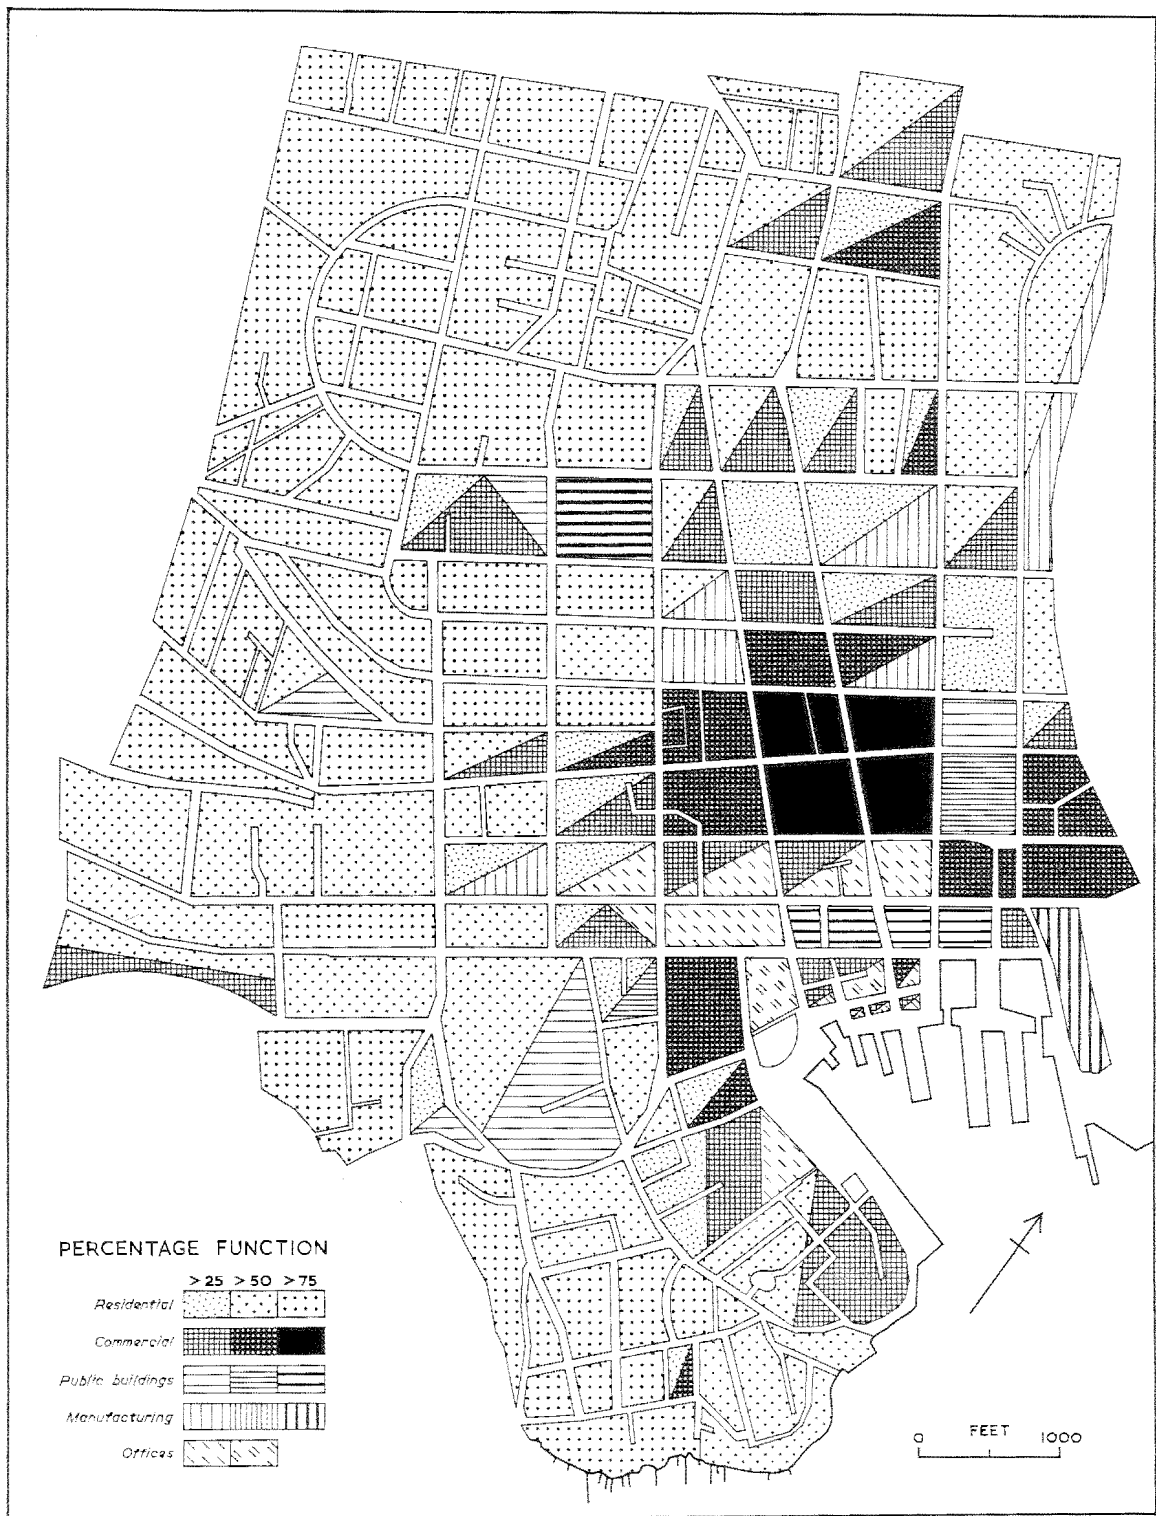 PERCENTAGE FUNCTION
>25 >50 >75
Residential
Commercial
Public buildings
Manufacturing
Offices
FEET
0 1000